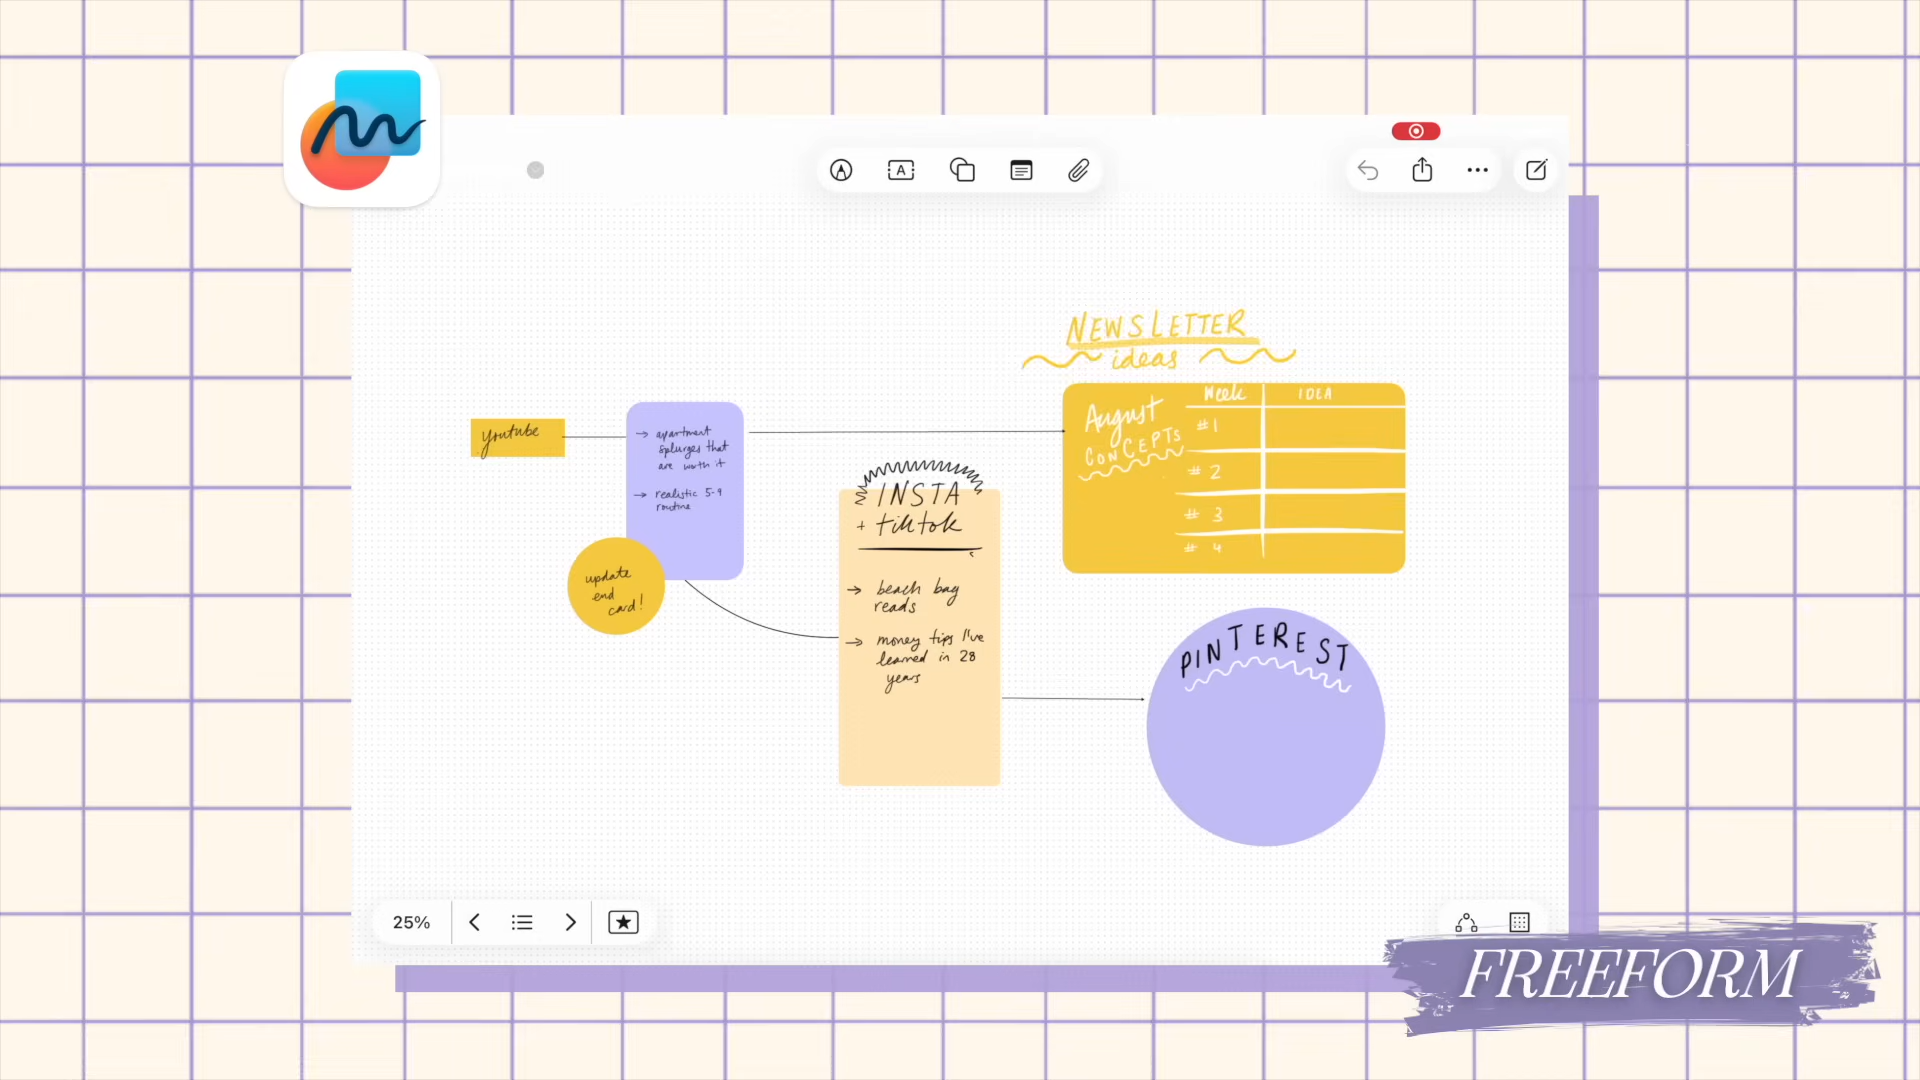 A
NEWSLETTER
ideas
youtube
→ apartment
splurges that
are worth it
→ realistic 5-9
routine
update
end
card!
INSTA
+ tiktok
→ beach bag
reads
→ money tips I've
learned in 28
years
August
CONCEPTS
Week IDEA
#1
# 2
# 3
# 4
PINTEREST
25%
FREEFORM